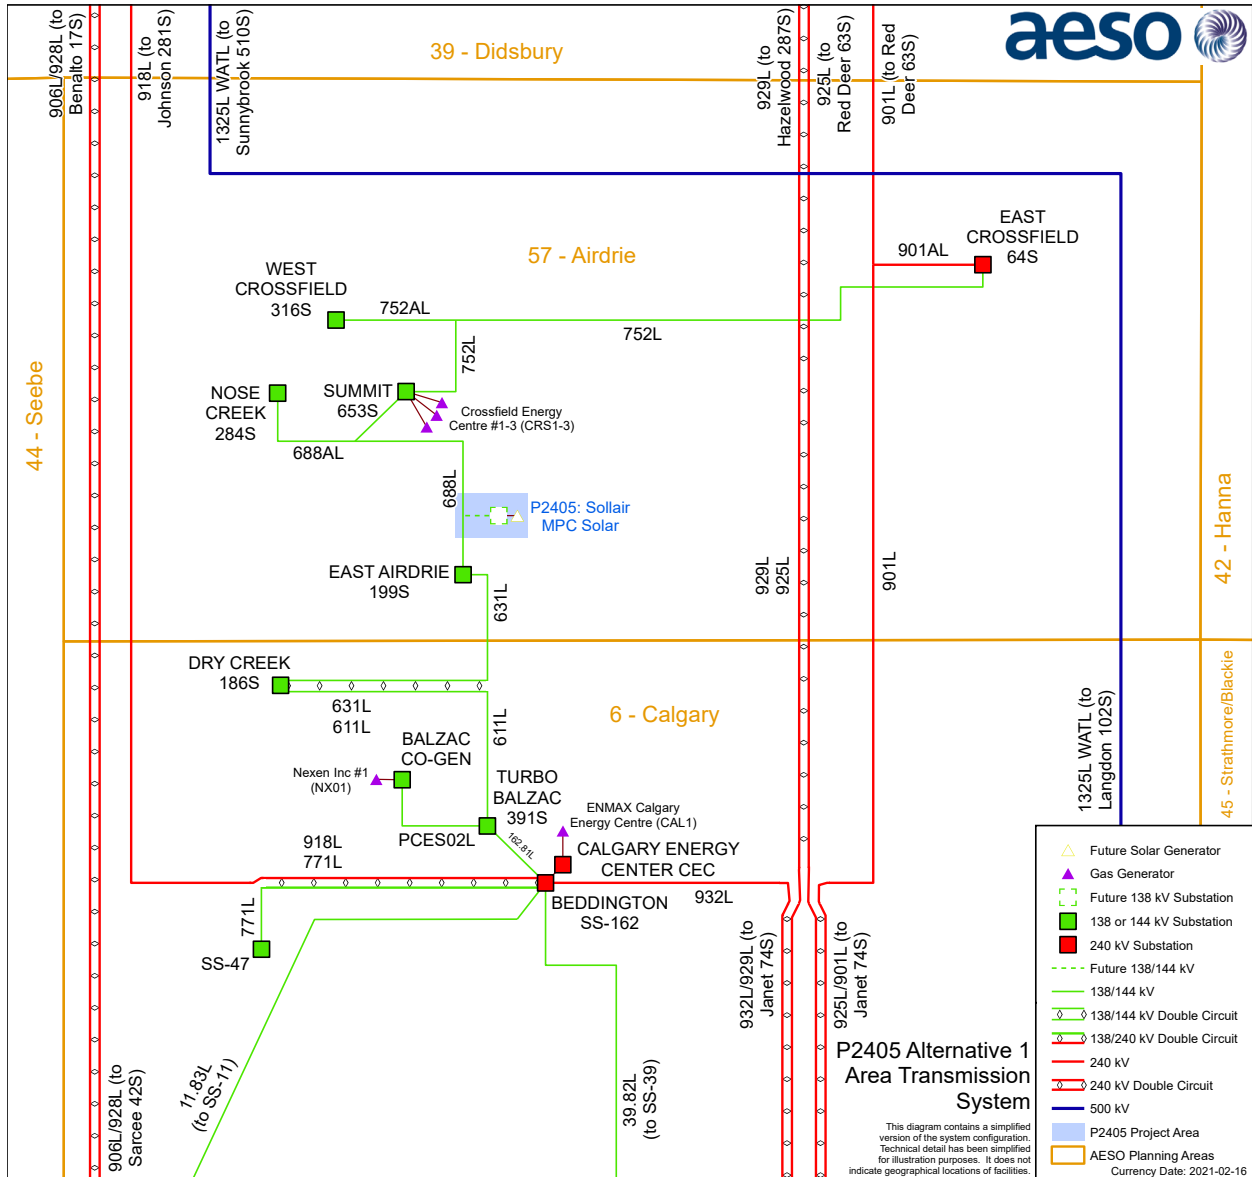 906L/928L (to
Benalto 17S)
918L (to
Johnson 281S)
1325L WATL (to
Sunnybrook 510S)
39 - Didsbury
929L (to
Hazelwood 287S)
925L (to
Red Deer 63S)
901L (to Red
Deer 63S)
aeso
EAST
CROSSFIELD
64S
901AL
57 - Airdrie
WEST
CROSSFIELD
316S
752AL
752L
752L
44 - Seebe
NOSE
CREEK
284S
SUMMIT
653S
Crossfield Energy
Centre #1-3 (CRS1-3)
688AL
688L
P2405: Sollair
MPC Solar
42 - Hanna
EAST AIRDRIE
199S
631L
929L
925L
901L
DRY CREEK
186S
631L
611L
611L
6 - Calgary
BALZAC
CO-GEN
Nexen Inc #1
(NX01)
TURBO
BALZAC
391S
PCES02L
162.81L
ENMAX Calgary
Energy Centre (CAL1)
CALGARY ENERGY
CENTER CEC
1325L WATL (to
Langdon 102S)
45 - Strathmore/Blackie
918L
771L
771L
SS-47
BEDDINGTON
SS-162
932L
932L/929L (to
Janet 74S)
925L/901L (to
Janet 74S)
906L/928L (to
Sarcee 42S)
11.83L
(to SS-11)
39.82L
(to SS-39)
P2405 Alternative 1
Area Transmission
System
This diagram contains a simplified
version of the system configuration.
Technical detail has been simplified
for illustration purposes. It does not
indicate geographical locations of facilities.
Future Solar Generator
Gas Generator
Future 138 kV Substation
138 or 144 kV Substation
240 kV Substation
Future 138/144 kV
138/144 kV
138/144 kV Double Circuit
138/240 kV Double Circuit
240 kV
240 kV Double Circuit
500 kV
P2405 Project Area
AESO Planning Areas
Currency Date: 2021-02-16